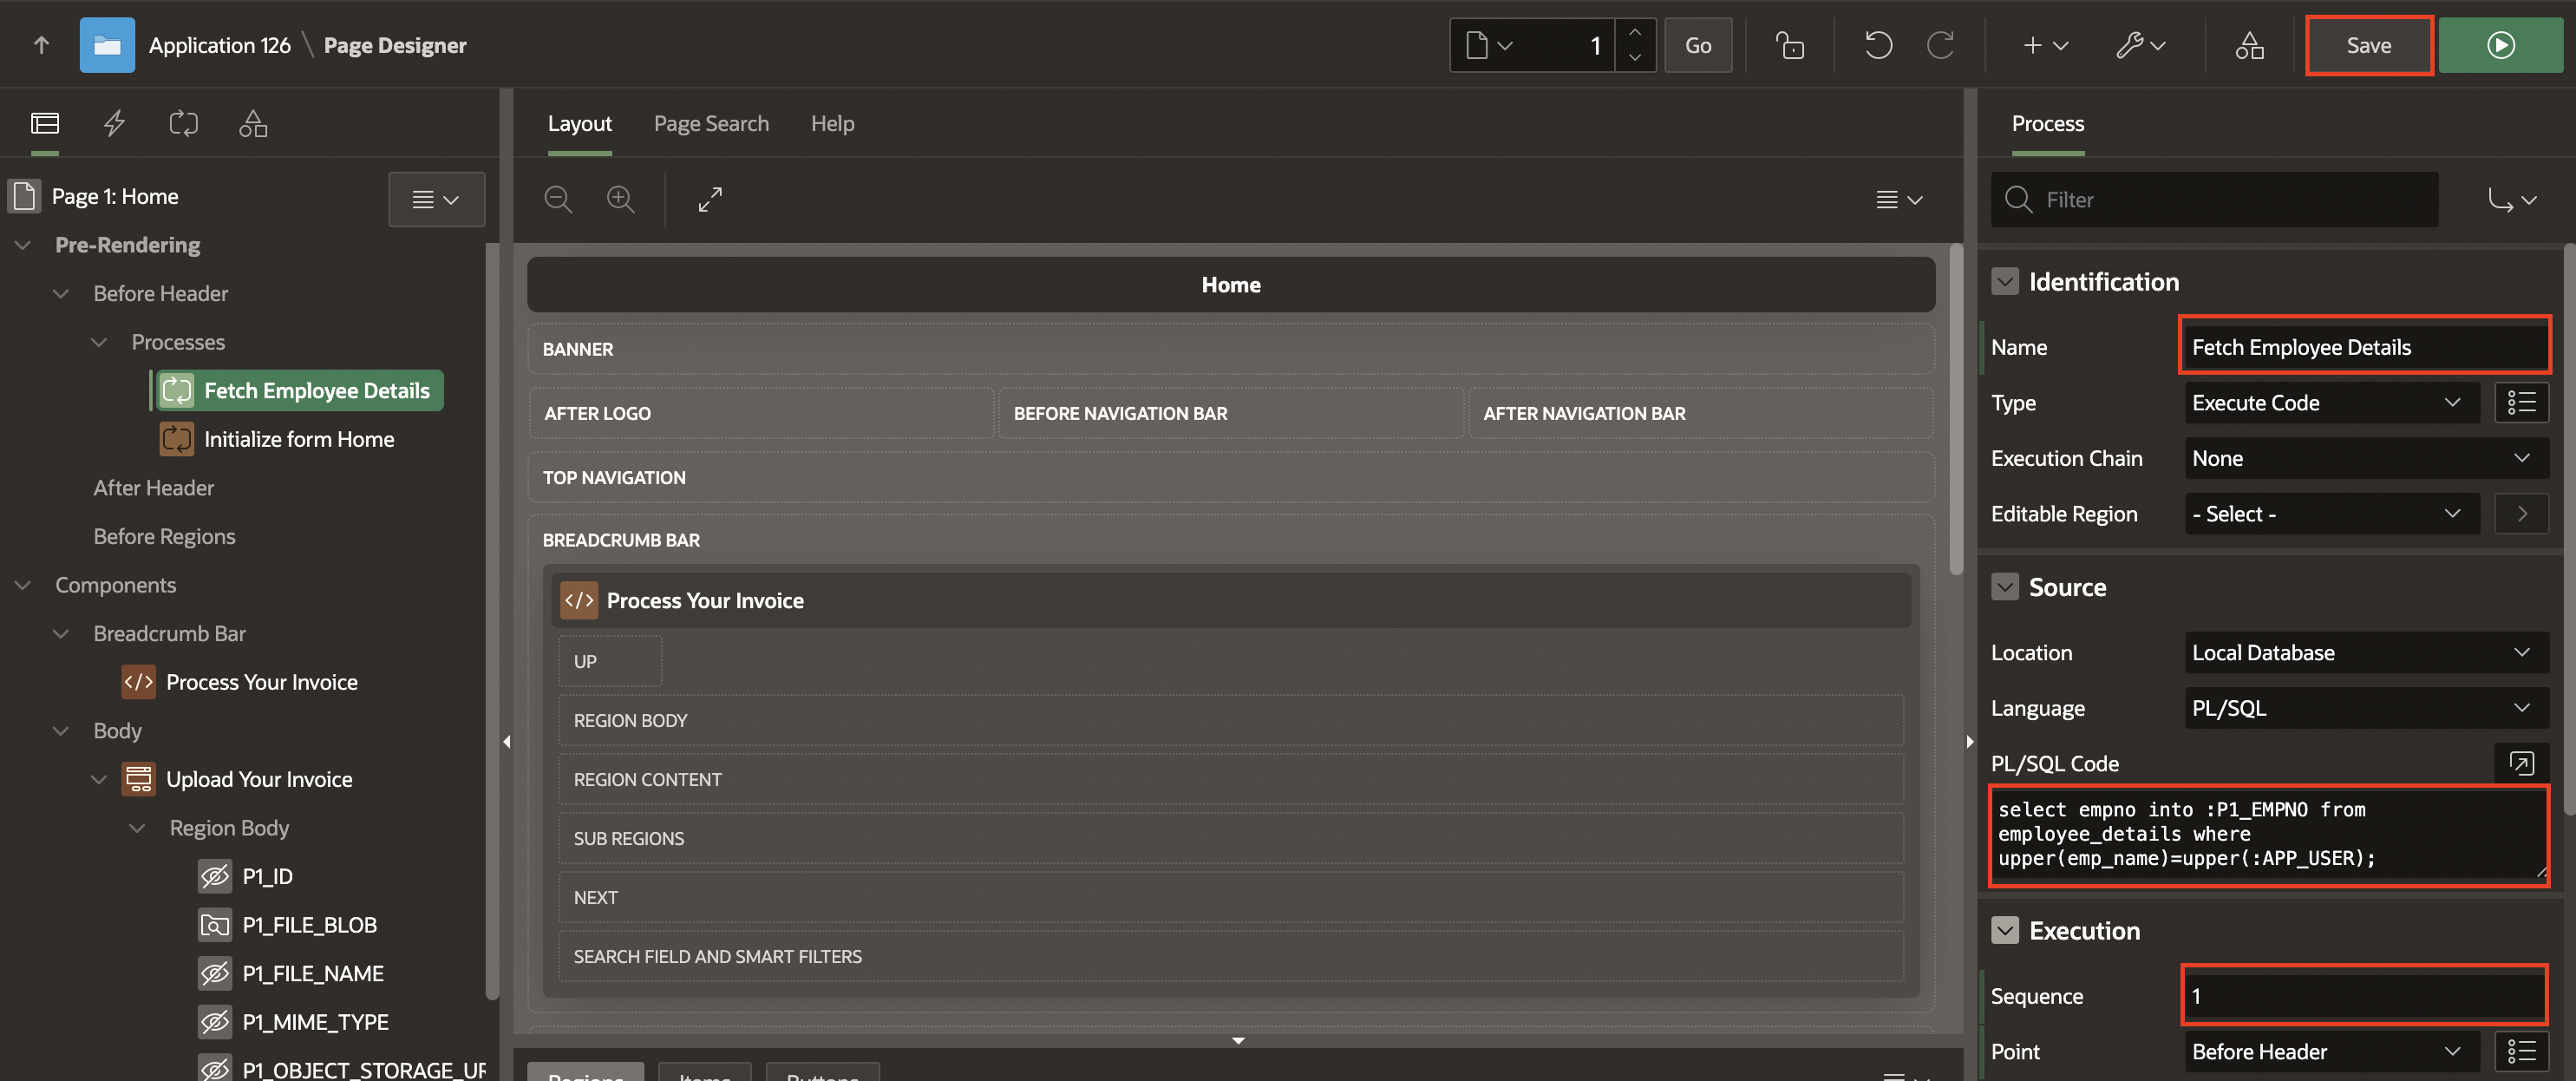 Application 126 \ Page Designer
1
Go
Save
Page 1: Home
Pre-Rendering
Before Header
Processes
Fetch Employee Details
Initialize form Home
After Header
Before Regions
Components
Breadcrumb Bar
Process Your Invoice
Body
Upload Your Invoice
Region Body
P1_ID
P1_FILE_BLOB
P1_FILE_NAME
P1_MIME_TYPE
P1_OBJECT_STORAGE_UR
Layout Page Search Help
Home
BANNER
AFTER LOGO BEFORE NAVIGATION BAR AFTER NAVIGATION BAR
TOP NAVIGATION
BREADCRUMB BAR
Process Your Invoice
UP
REGION BODY
REGION CONTENT
SUB REGIONS
NEXT
SEARCH FIELD AND SMART FILTERS
Regions Items Buttons
Process
Filter
Identification
Name Fetch Employee Details
Type Execute Code
Execution Chain None
Editable Region - Select -
Source
Location Local Database
Language PL/SQL
PL/SQL Code
select empno into :P1_EMPNO from
employee_details where
upper(emp_name)=upper(:APP_USER);
Execution
Sequence 1
Point Before Header